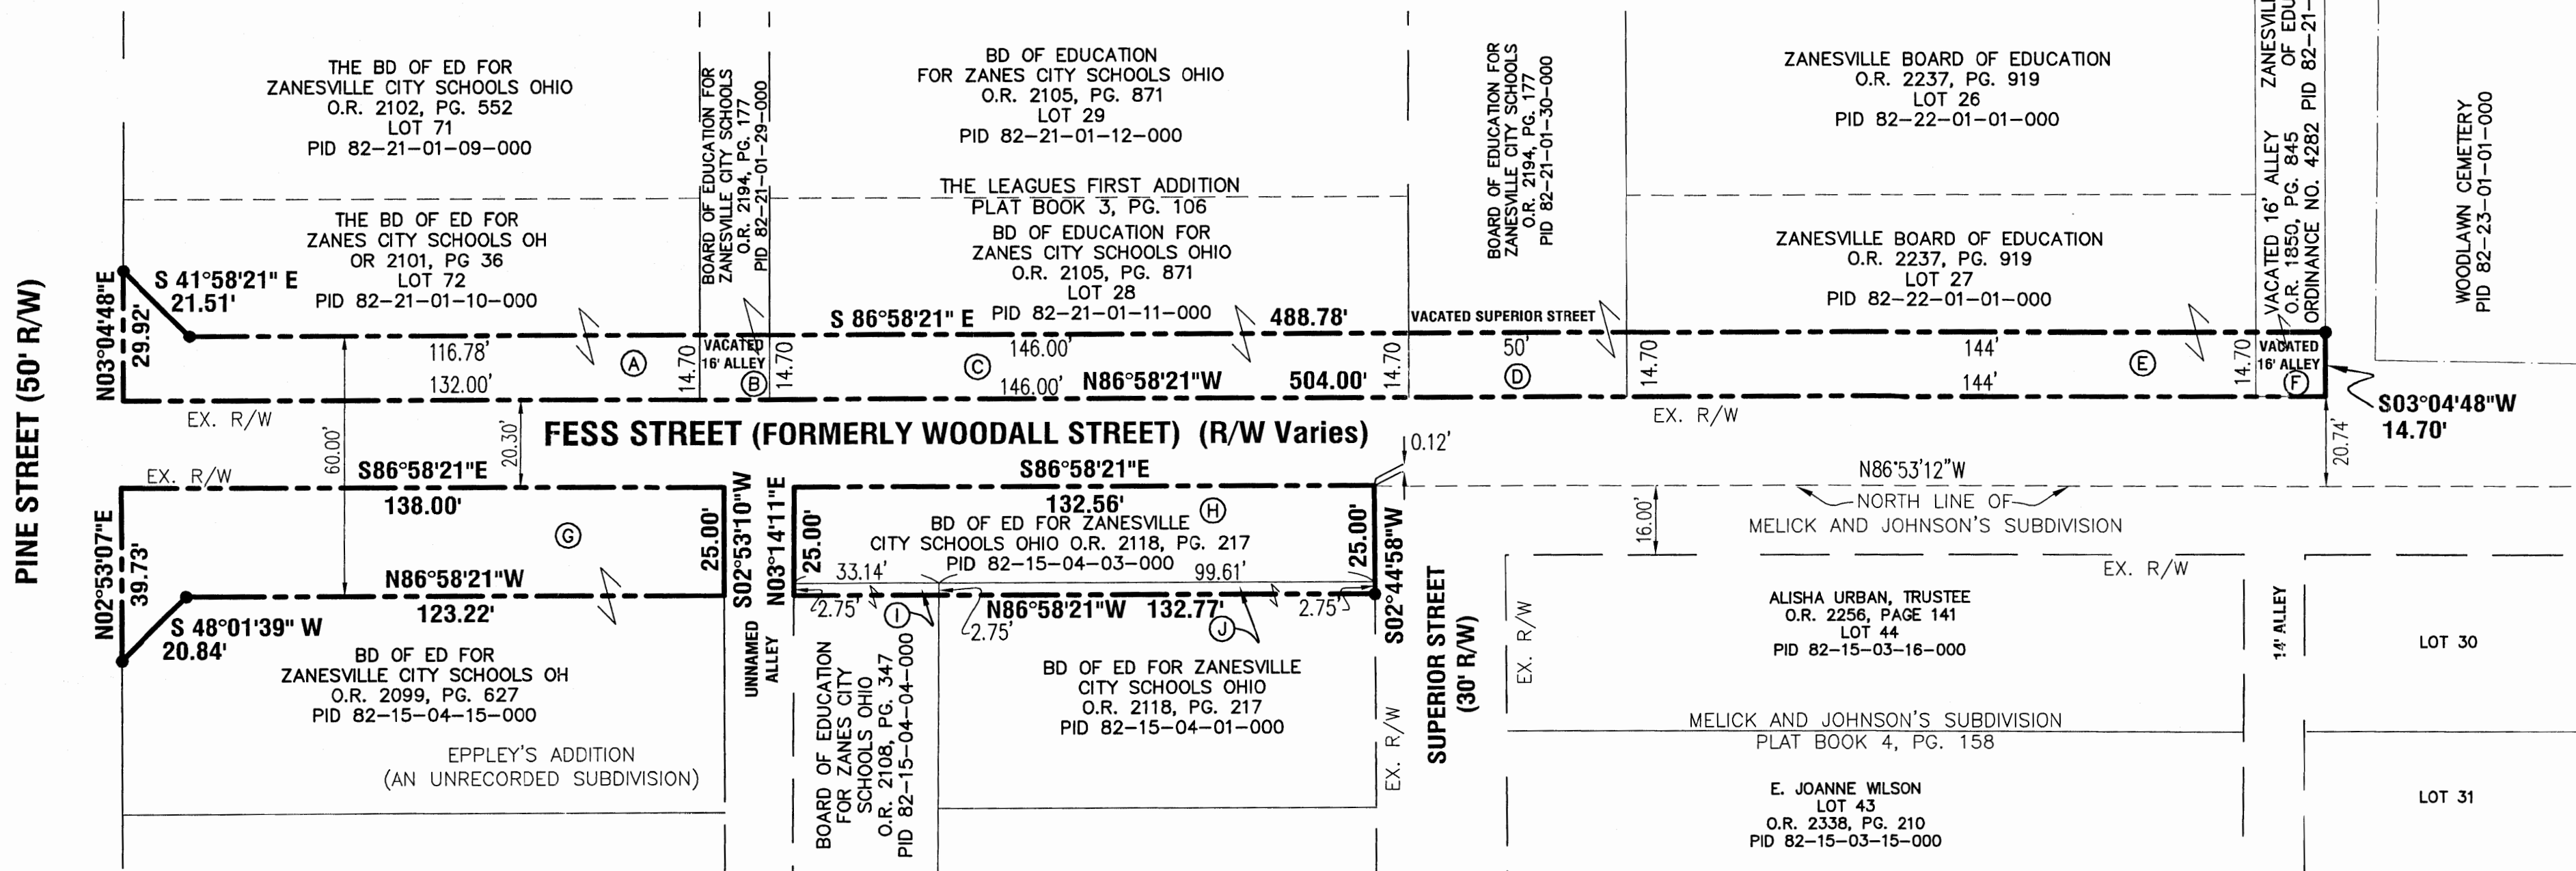 THE BD OF ED FOR
ZANESVILLE CITY SCHOOLS OHIO
O.R. 2102, PG. 552
LOT 71
PID 82-21-01-09-000
BOARD OF EDUCATION FOR
ZANESVILLE CITY SCHOOLS
O.R. 2194, PG. 177
PID 82-21-01-29-000
BD OF EDUCATION
FOR ZANES CITY SCHOOLS OHIO
O.R. 2105, PG. 871
LOT 29
PID 82-21-01-12-000
BOARD OF EDUCATION FOR
ZANESVILLE CITY SCHOOLS
O.R. 2194, PG. 177
PID 82-21-01-30-000
ZANESVILLE BOARD OF EDUCATION
O.R. 2237, PG. 919
LOT 26
PID 82-22-01-01-000
VACATED 16' ALLEY
O.R. 1850, PG. 845
ORDINANCE NO. 4282 PID 82-21-
WOODLAWN CEMETERY
PID 82-23-01-01-000
THE LEAGUES FIRST ADDITION
PLAT BOOK 3, PG. 106
THE BD OF ED FOR
ZANES CITY SCHOOLS OH
OR 2101, PG 36
LOT 72
PID 82-21-01-10-000
BD OF EDUCATION FOR
ZANES CITY SCHOOLS OHIO
O.R. 2105, PG. 871
LOT 28
PID 82-21-01-11-000
ZANESVILLE BOARD OF EDUCATION
O.R. 2237, PG. 919
LOT 27
PID 82-22-01-01-000
PINE STREET (50' R/W)
N03°04'48"E
29.92'
S 41°58'21" E
21.51'
S 86°58'21" E
488.78'
VACATED SUPERIOR STREET
116.78'
132.00'
A
14.70
VACATED
16' ALLEY
B
14.70
C
146.00'
146.00'
N86°58'21"W
504.00'
14.70
50'
D
14.70
144'
144'
E
14.70
VACATED
16' ALLEY
F
S03°04'48"W
14.70'
EX. R/W
EX. R/W
FESS STREET (FORMERLY WOODALL STREET) (R/W Varies)
60.00'
20.30'
0.12'
20.74'
EX. R/W
S86°58'21"E
138.00'
G
N02°53'07"E
39.73'
N86°58'21"W
123.22'
S 48°01'39" W
20.84'
25.00'
S02°53'10"W
N03°14'11"E
25.00'
S86°58'21"E
132.56'
H
BD OF ED FOR ZANESVILLE
CITY SCHOOLS OHIO O.R. 2118, PG. 217
PID 82-15-04-03-000
33.14'
99.61'
25.00'
S02°44'58"W
2.75'
I
2.75'
N86°58'21"W 132.77'
J
2.75'
N86°53'12"W
NORTH LINE OF
MELICK AND JOHNSON'S SUBDIVISION
16.00'
EX. R/W
BD OF ED FOR
ZANESVILLE CITY SCHOOLS OH
O.R. 2099, PG. 627
PID 82-15-04-15-000
EPPLEY'S ADDITION
(AN UNRECORDED SUBDIVISION)
UNNAMED
ALLEY
BOARD OF EDUCATION
FOR ZANES CITY
SCHOOLS OHIO
O.R. 2108, PG. 347
PID 82-15-04-04-000
BD OF ED FOR ZANESVILLE
CITY SCHOOLS OHIO
O.R. 2118, PG. 217
PID 82-15-04-01-000
EX. R/W
SUPERIOR STREET
(30' R/W)
EX. R/W
ALISHA URBAN, TRUSTEE
O.R. 2256, PAGE 141
LOT 44
PID 82-15-03-16-000
14' ALLEY
LOT 30
MELICK AND JOHNSON'S SUBDIVISION
PLAT BOOK 4, PG. 158
E. JOANNE WILSON
LOT 43
O.R. 2338, PG. 210
PID 82-15-03-15-000
LOT 31